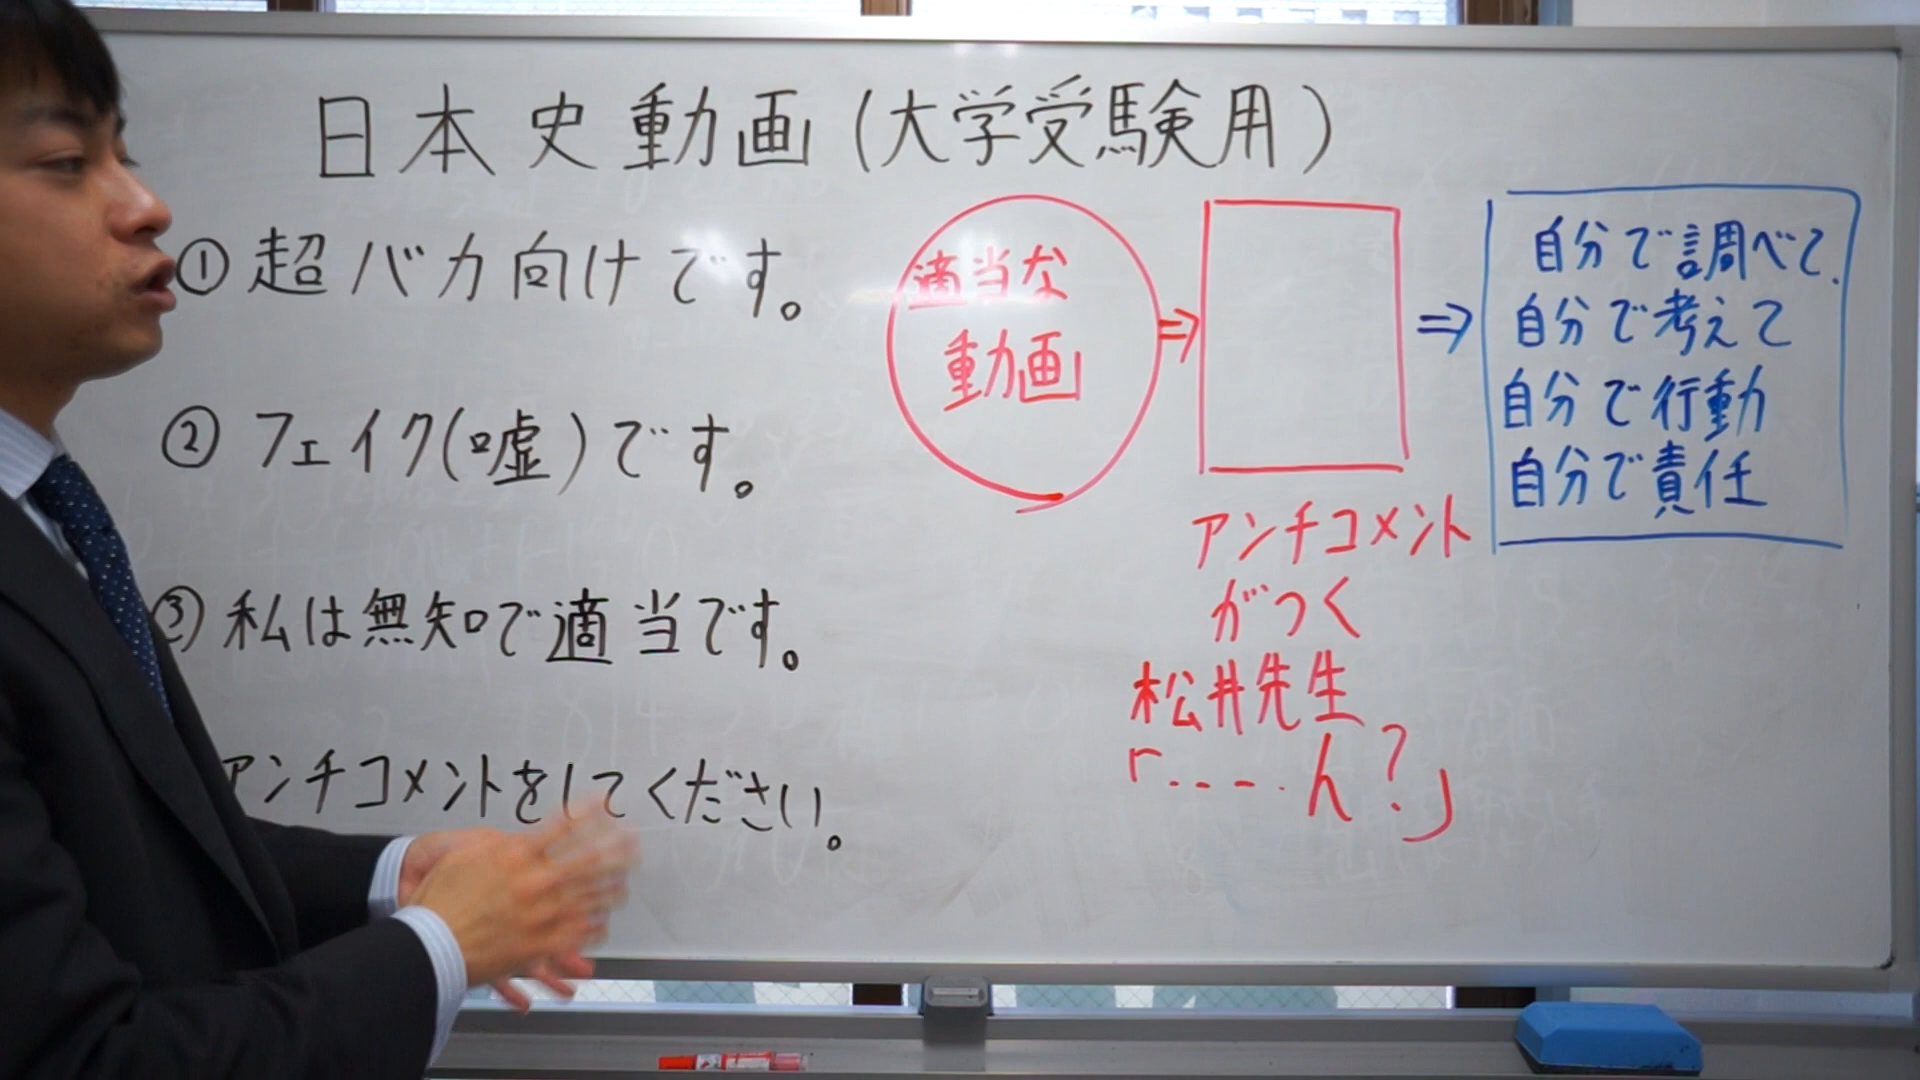 日本史動画(大学受験用)
①超バカ向けです。
②フェイク(嘘)です。
③私は無知で適当です。
アンチコメントをしてください。
適当な
動画
⇒
アンチコメント
がつく
松井先生
「‥‥ん?」
⇒
自分で調べて、
自分で考えて
自分で行動
自分で責任